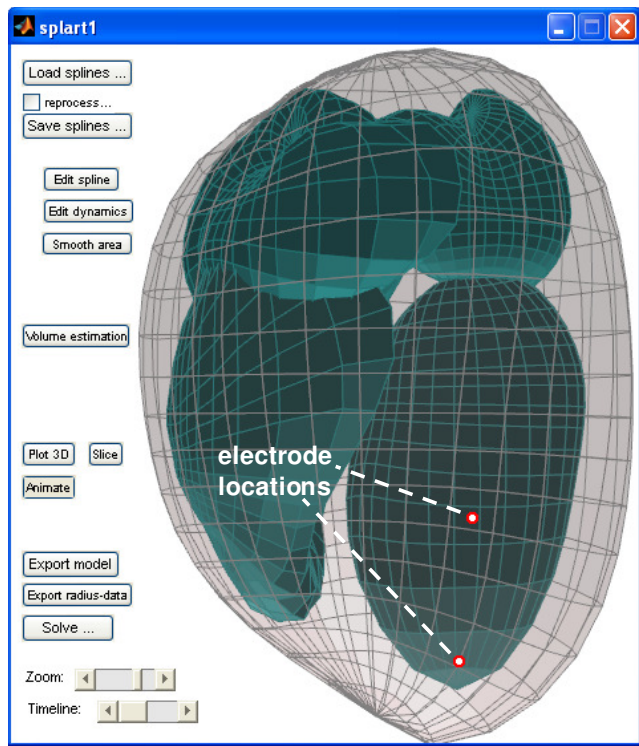 splart1
Load splines ...
reprocess...
Save splines ...
Edit spline
Edit dynamics
Smooth area
Volume estimation
Plot 3D Slice
Animate
electrode
locations
Export model
Export radius-data
Solve ...
Zoom:
Timeline: